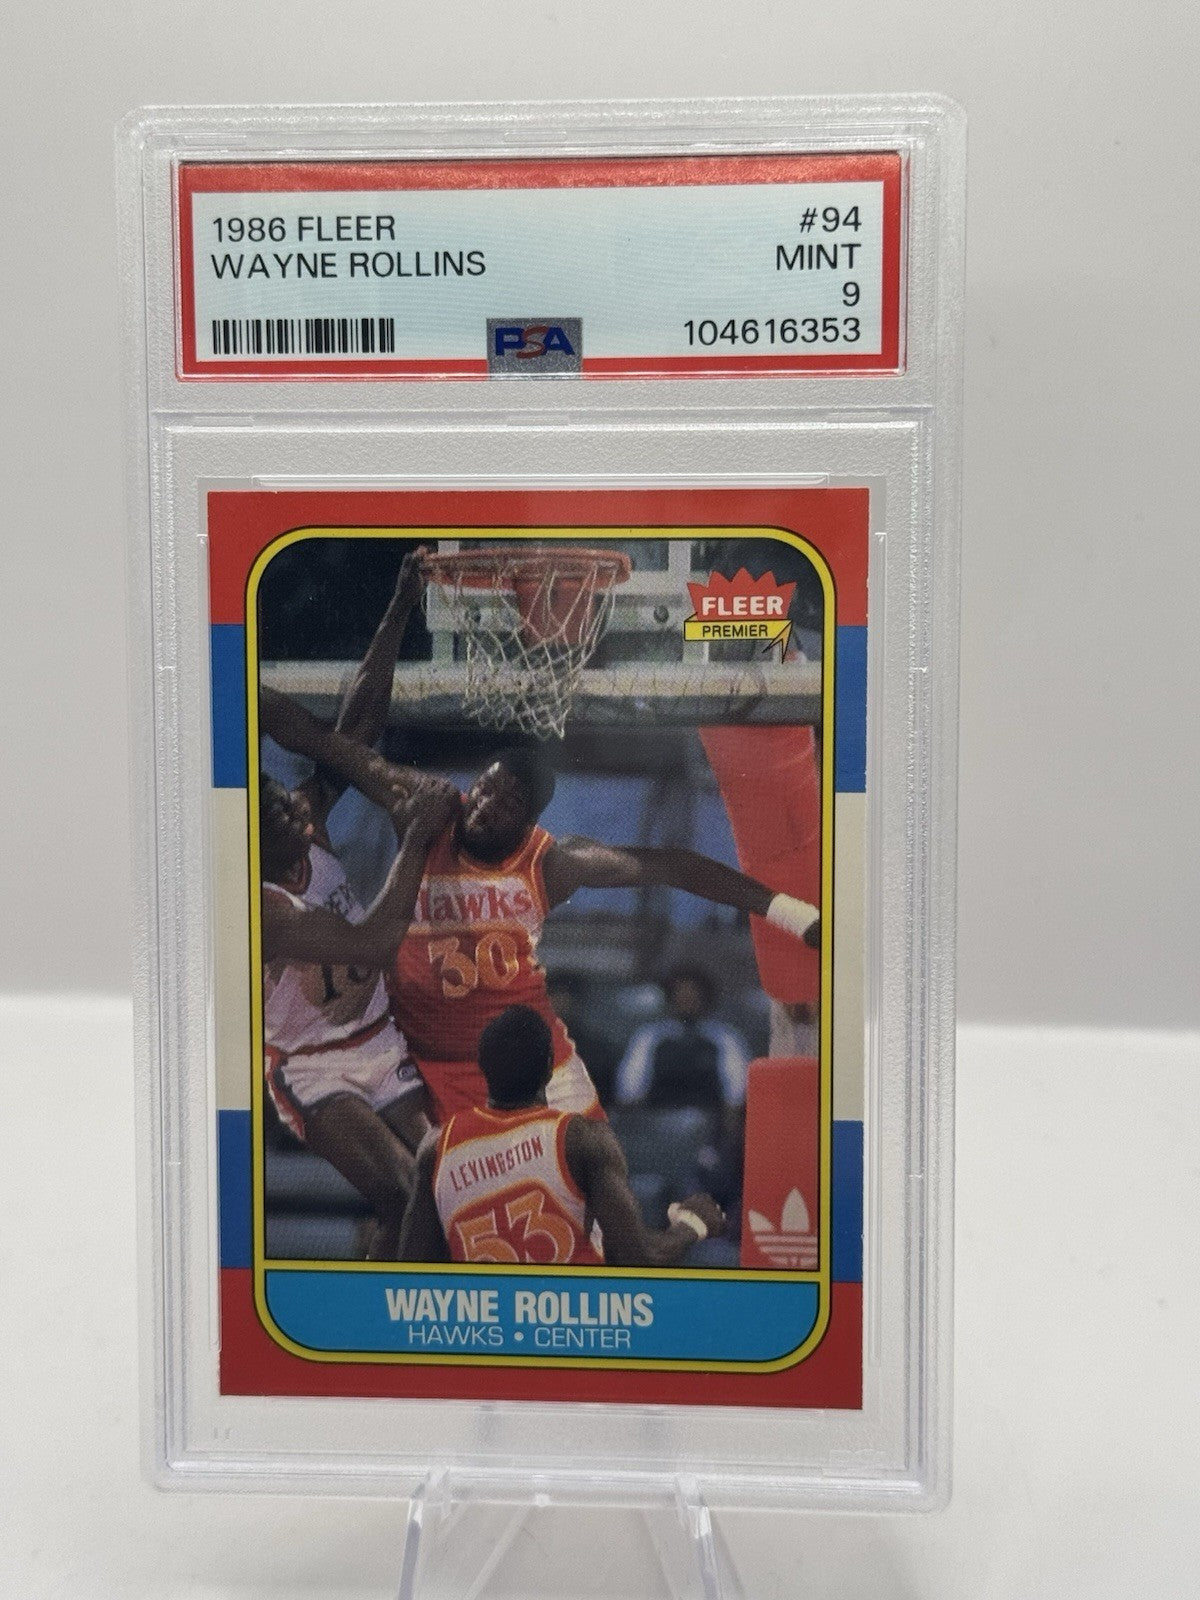 1986 FLEER
WAYNE ROLLINS
#94
MINT
9
104616353
PSA
FLEER
PREMIER
Hawks
30
LEVINGSTON
53
WAYNE ROLLINS
HAWKS • CENTER